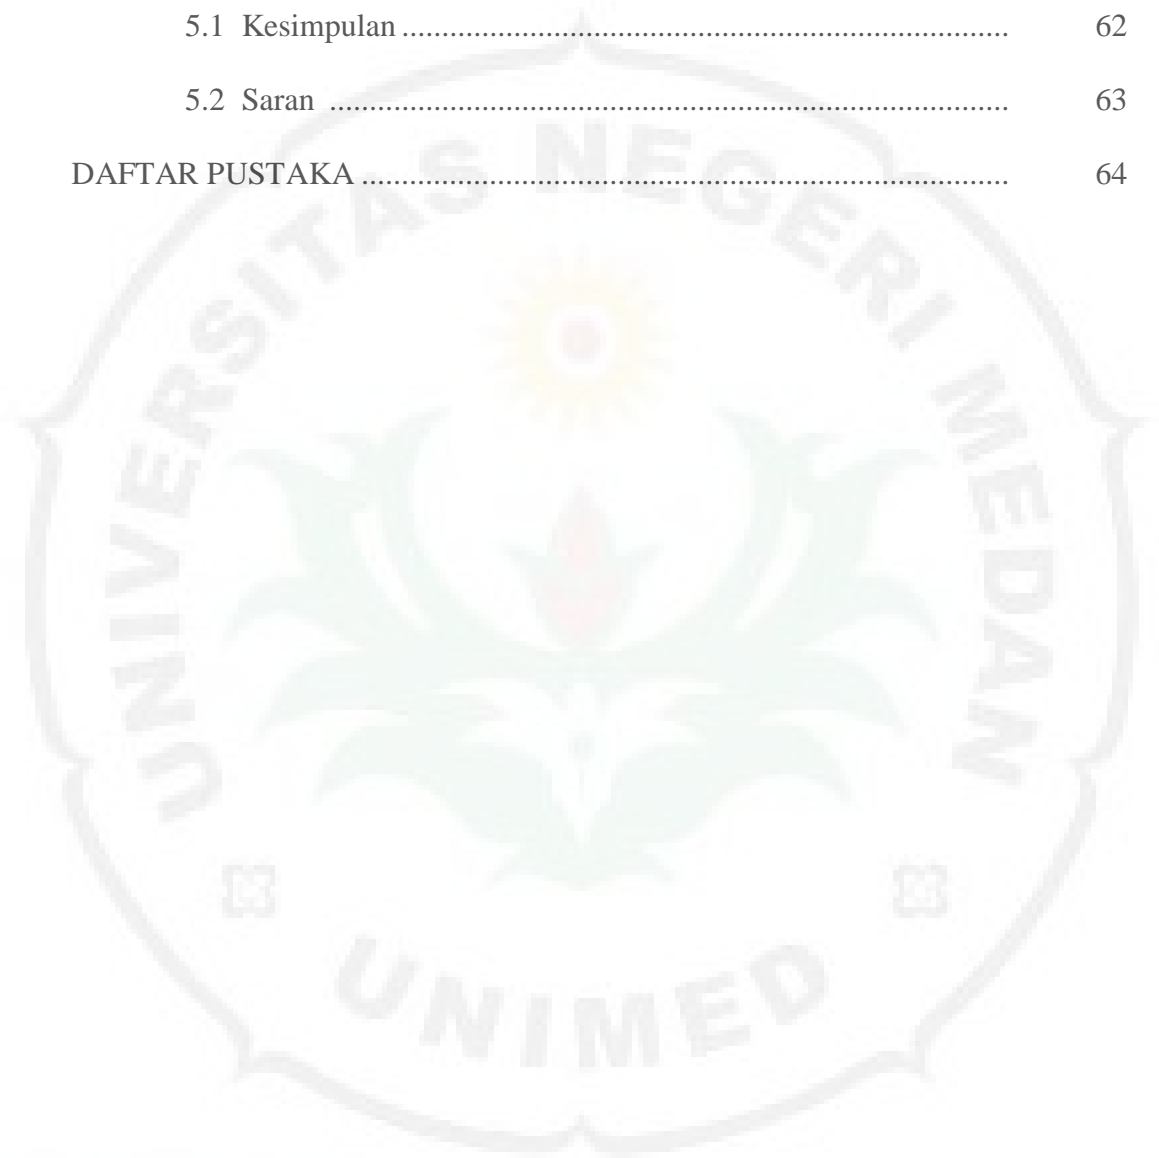 5.1 Kesimpulan ............................................................................ 62
5.2 Saran ..................................................................................... 63
DAFTAR PUSTAKA ................................................................................. 64
UNIVERSITAS NEGERI MEDAN
UNIMED